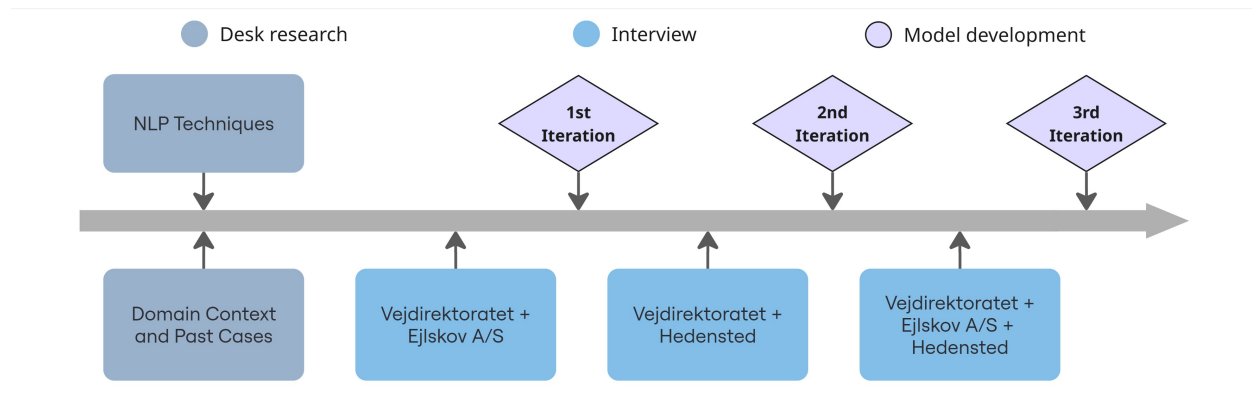 Desk research
Interview
Model development
NLP Techniques
1st
Iteration
2nd
Iteration
3rd
Iteration
Domain Context
and Past Cases
Vejdirektoratet +
Ejlskov A/S
Vejdirektoratet +
Hedensted
Vejdirektoratet +
Ejlskov A/S +
Hedensted